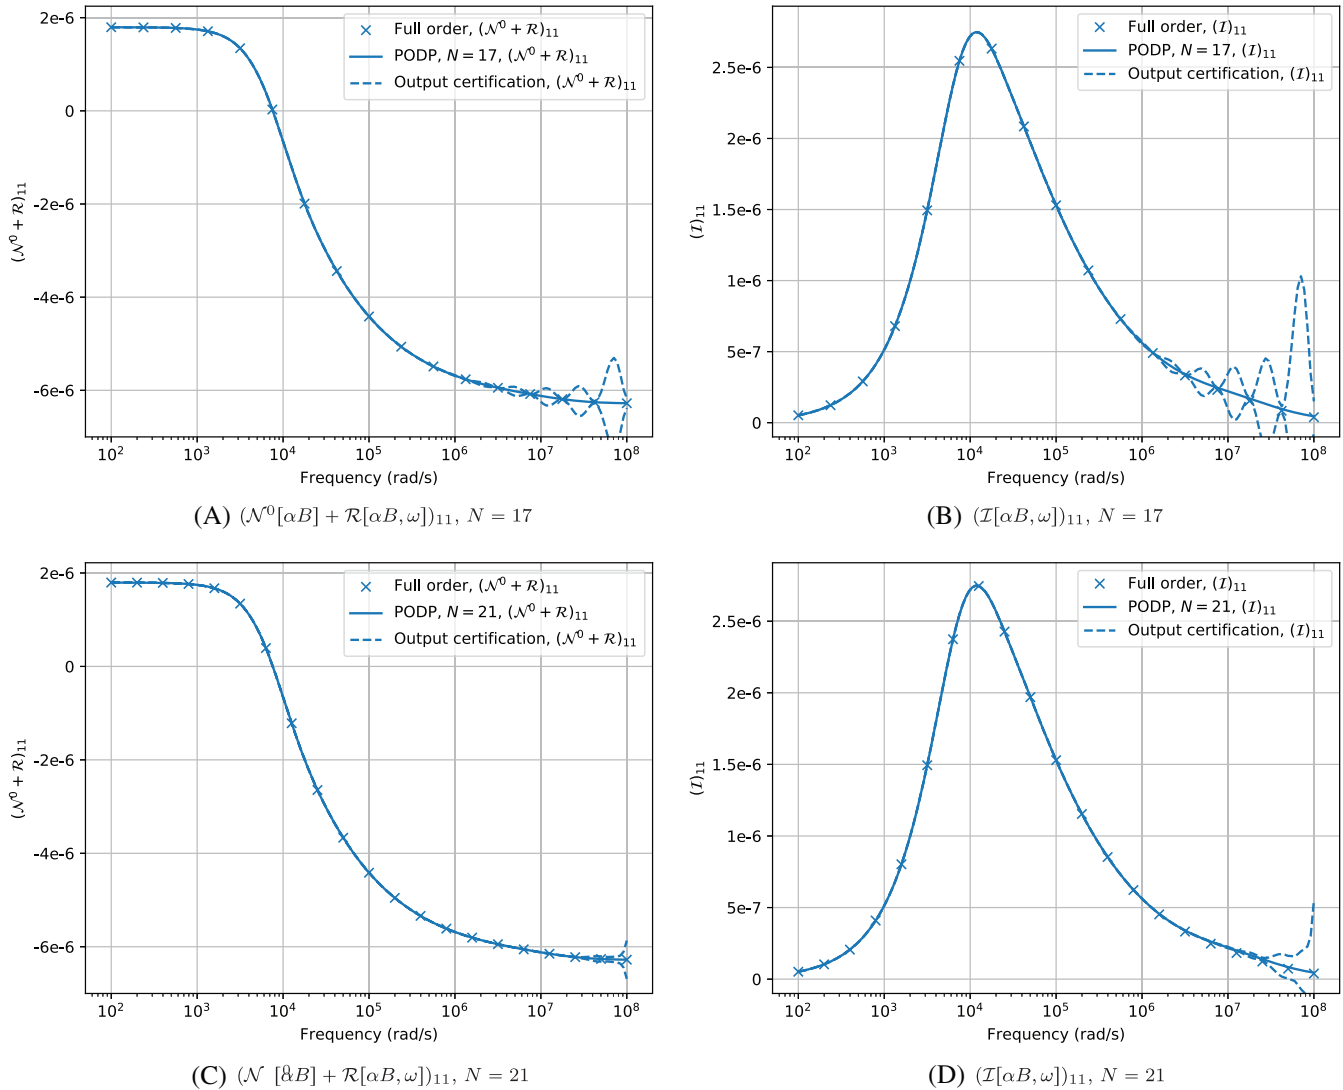 2e-6
0
-2e-6
-4e-6
-6e-6
(𝒩⁰ + ℛ)₁₁
× Full order, (𝒩⁰ + ℛ)₁₁
PODP, N = 17, (𝒩⁰ + ℛ)₁₁
Output certification, (𝒩⁰ + ℛ)₁₁
10² 10³ 10⁴ 10⁵ 10⁶ 10⁷ 10⁸
Frequency (rad/s)
(A) (𝒩⁰[αB] + ℛ[αB, ω])₁₁, N = 17
2.5e-6
2e-6
1.5e-6
1e-6
5e-7
0
(ℐ)₁₁
× Full order, (ℐ)₁₁
PODP, N = 17, (ℐ)₁₁
Output certification, (ℐ)₁₁
10² 10³ 10⁴ 10⁵ 10⁶ 10⁷ 10⁸
Frequency (rad/s)
(B) (ℐ[αB, ω])₁₁, N = 17
2e-6
0
-2e-6
-4e-6
-6e-6
(𝒩⁰ + ℛ)₁₁
× Full order, (𝒩⁰ + ℛ)₁₁
PODP, N = 21, (𝒩⁰ + ℛ)₁₁
Output certification, (𝒩⁰ + ℛ)₁₁
10² 10³ 10⁴ 10⁵ 10⁶ 10⁷ 10⁸
Frequency (rad/s)
(C) (𝒩 [⁰αB] + ℛ[αB, ω])₁₁, N = 21
2.5e-6
2e-6
1.5e-6
1e-6
5e-7
0
(ℐ)₁₁
× Full order, (ℐ)₁₁
PODP, N = 21, (ℐ)₁₁
Output certification, (ℐ)₁₁
10² 10³ 10⁴ 10⁵ 10⁶ 10⁷ 10⁸
Frequency (rad/s)
(D) (ℐ[αB, ω])₁₁, N = 21